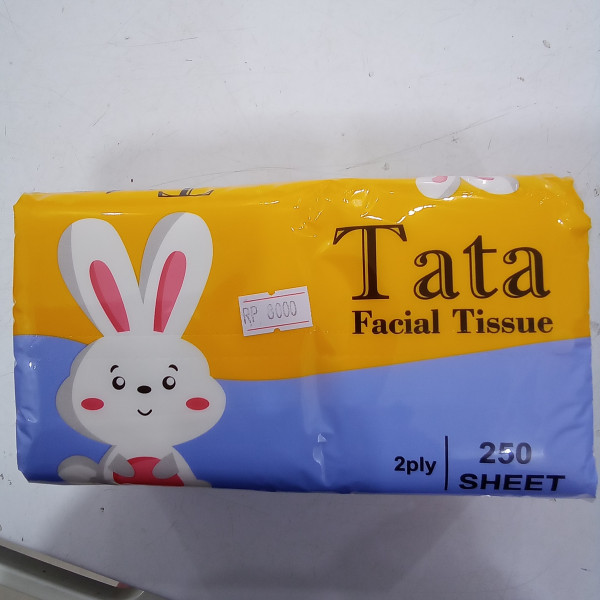 Tata
Facial Tissue
RP 8000
2ply
250
SHEET